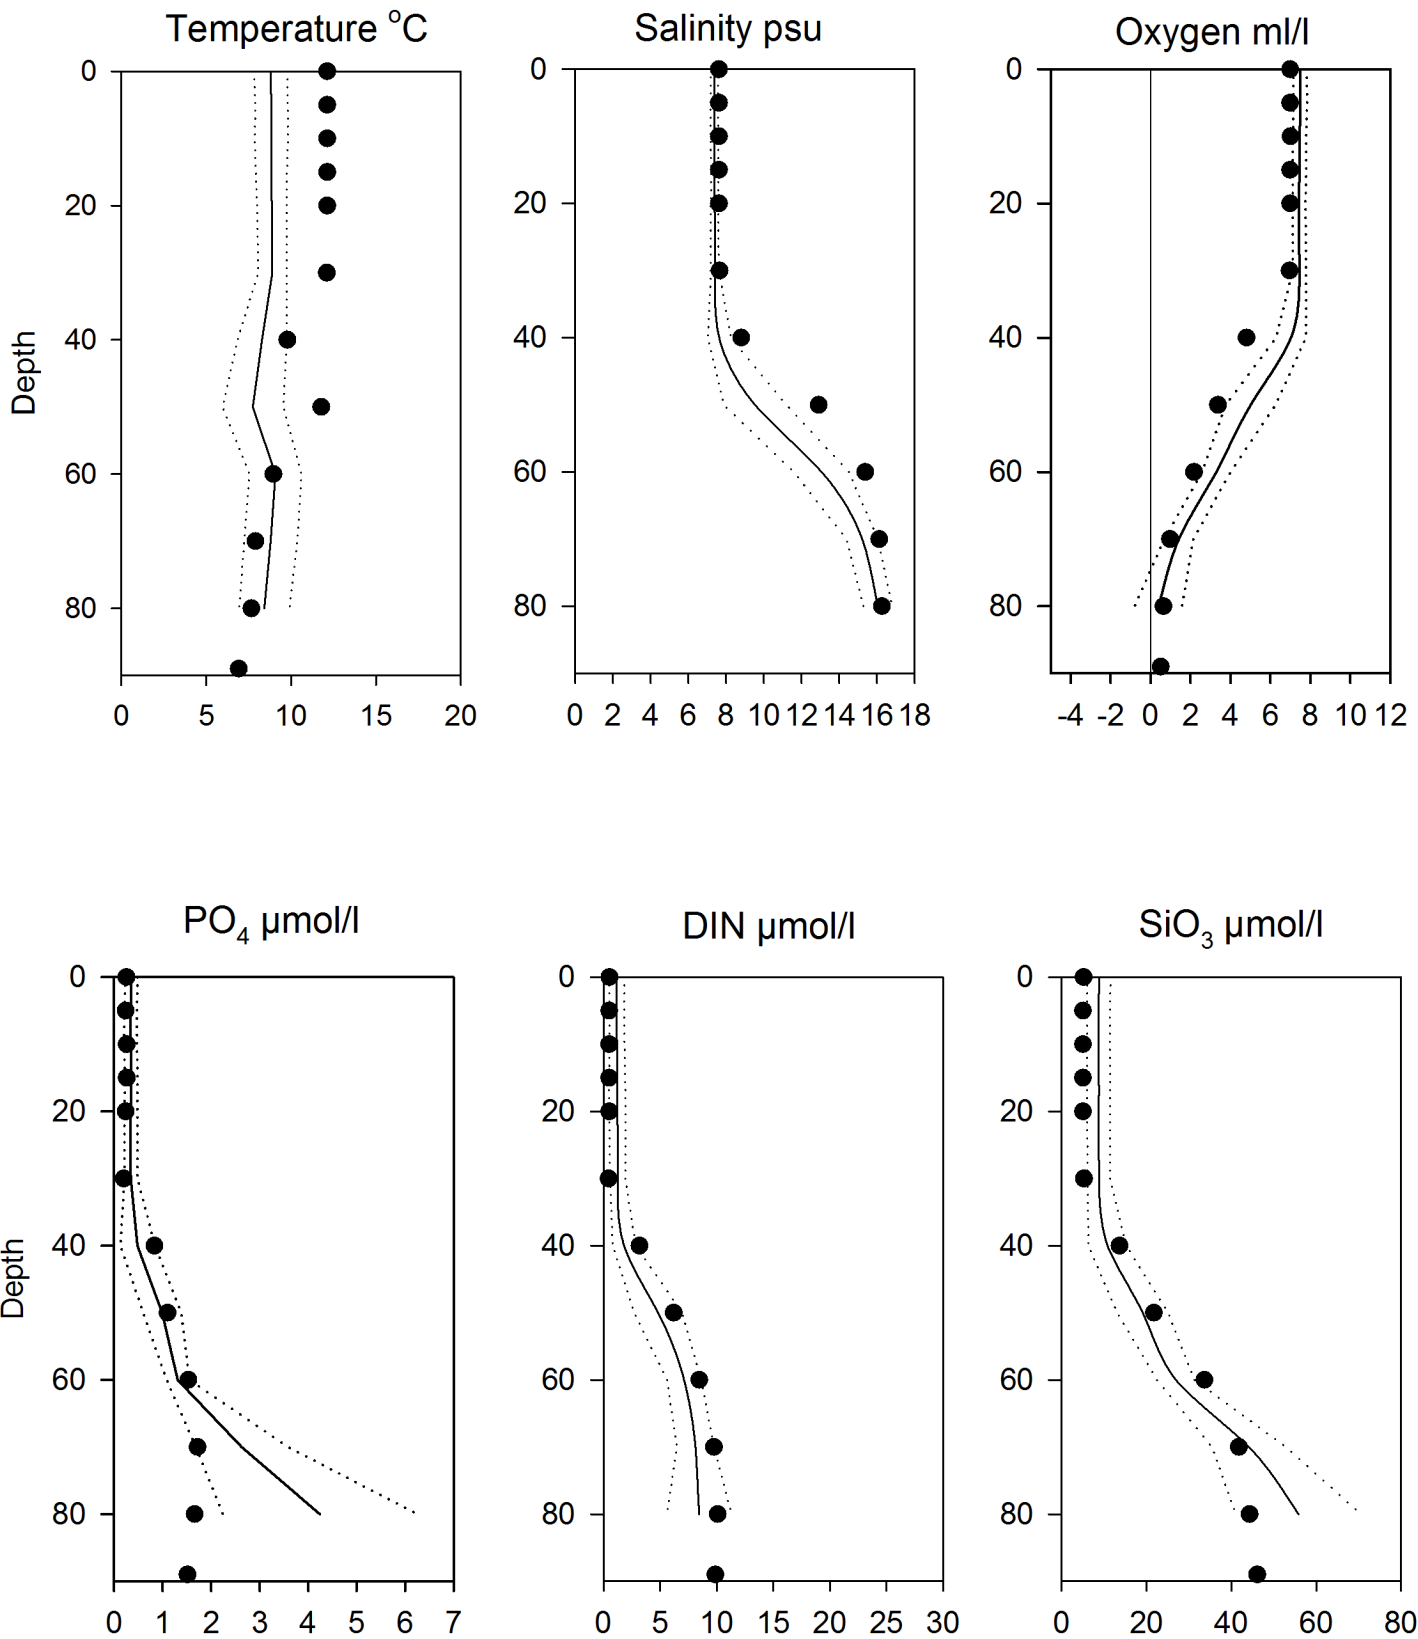 Temperature °C
Salinity psu
Oxygen ml/l
0
20
40
60
80
Depth
0 5 10 15 20
0
20
40
60
80
0 2 4 6 8 10 12 14 16 18
0
20
40
60
80
-4 -2 0 2 4 6 8 10 12
PO4 µmol/l
DIN µmol/l
SiO3 µmol/l
0
20
40
60
80
Depth
0 1 2 3 4 5 6 7
0
20
40
60
80
0 5 10 15 20 25 30
0
20
40
60
80
0 20 40 60 80